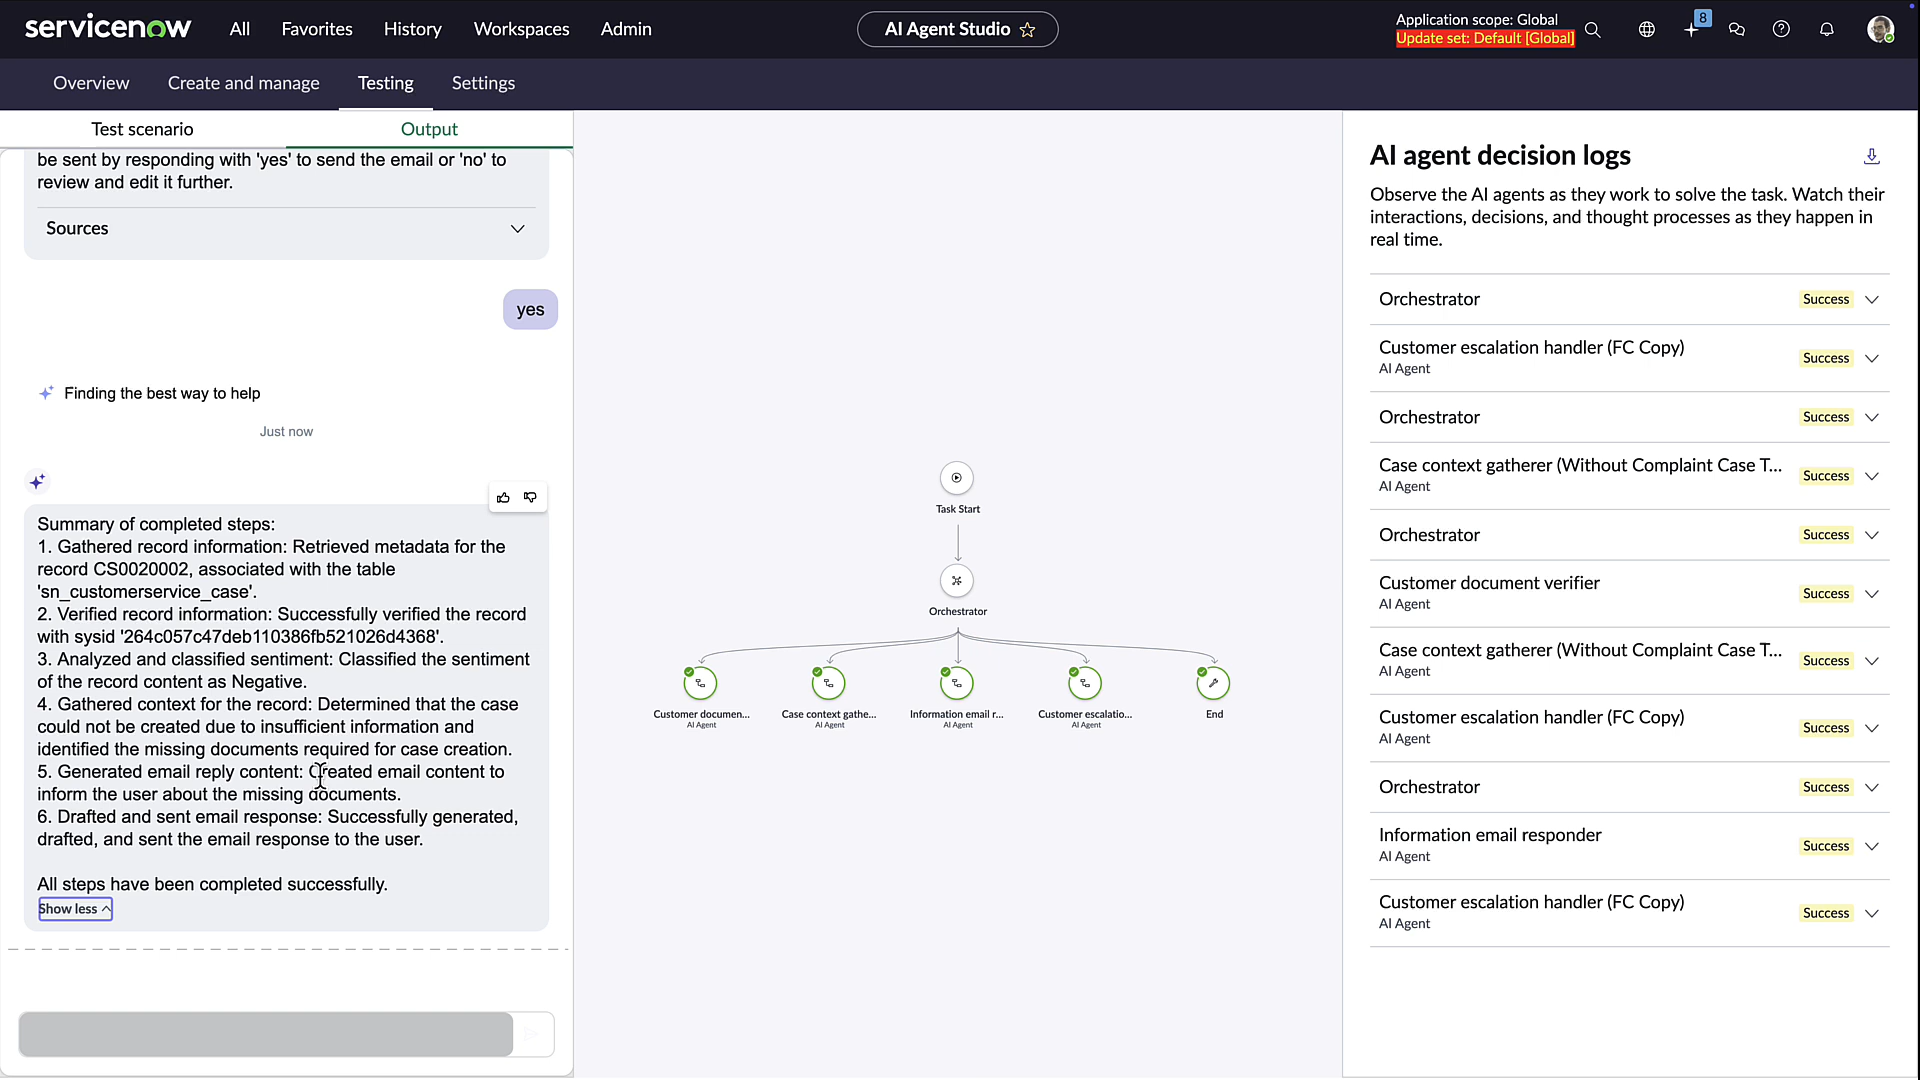 servicenow
All
Favorites
History
Workspaces
Admin
AI Agent Studio
Application scope: Global
Update set: Default [Global]
8
Overview
Create and manage
Testing
Settings
Test scenario
Output
be sent by responding with 'yes' to send the email or 'no' to
review and edit it further.
Sources
yes
Finding the best way to help
Just now
Summary of completed steps:
1. Gathered record information: Retrieved metadata for the
record CS0020002, associated with the table
'sn_customerservice_case'.
2. Verified record information: Successfully verified the record
with sysid '264c057c47deb110386fb521026d4368'.
3. Analyzed and classified sentiment: Classified the sentiment
of the record content as Negative.
4. Gathered context for the record: Determined that the case
could not be created due to insufficient information and
identified the missing documents required for case creation.
5. Generated email reply content: Created email content to
inform the user about the missing documents.
6. Drafted and sent email response: Successfully generated,
drafted, and sent the email response to the user.
All steps have been completed successfully.
Show less
Task Start
Orchestrator
Customer documen...
AI Agent
Case context gathe...
AI Agent
Information email r...
AI Agent
Customer escalatio...
AI Agent
End
AI agent decision logs
Observe the AI agents as they work to solve the task. Watch their
interactions, decisions, and thought processes as they happen in
real time.
Orchestrator
Success
Customer escalation handler (FC Copy)
AI Agent
Success
Orchestrator
Success
Case context gatherer (Without Complaint Case T...
AI Agent
Success
Orchestrator
Success
Customer document verifier
AI Agent
Success
Case context gatherer (Without Complaint Case T...
AI Agent
Success
Customer escalation handler (FC Copy)
AI Agent
Success
Orchestrator
Success
Information email responder
AI Agent
Success
Customer escalation handler (FC Copy)
AI Agent
Success